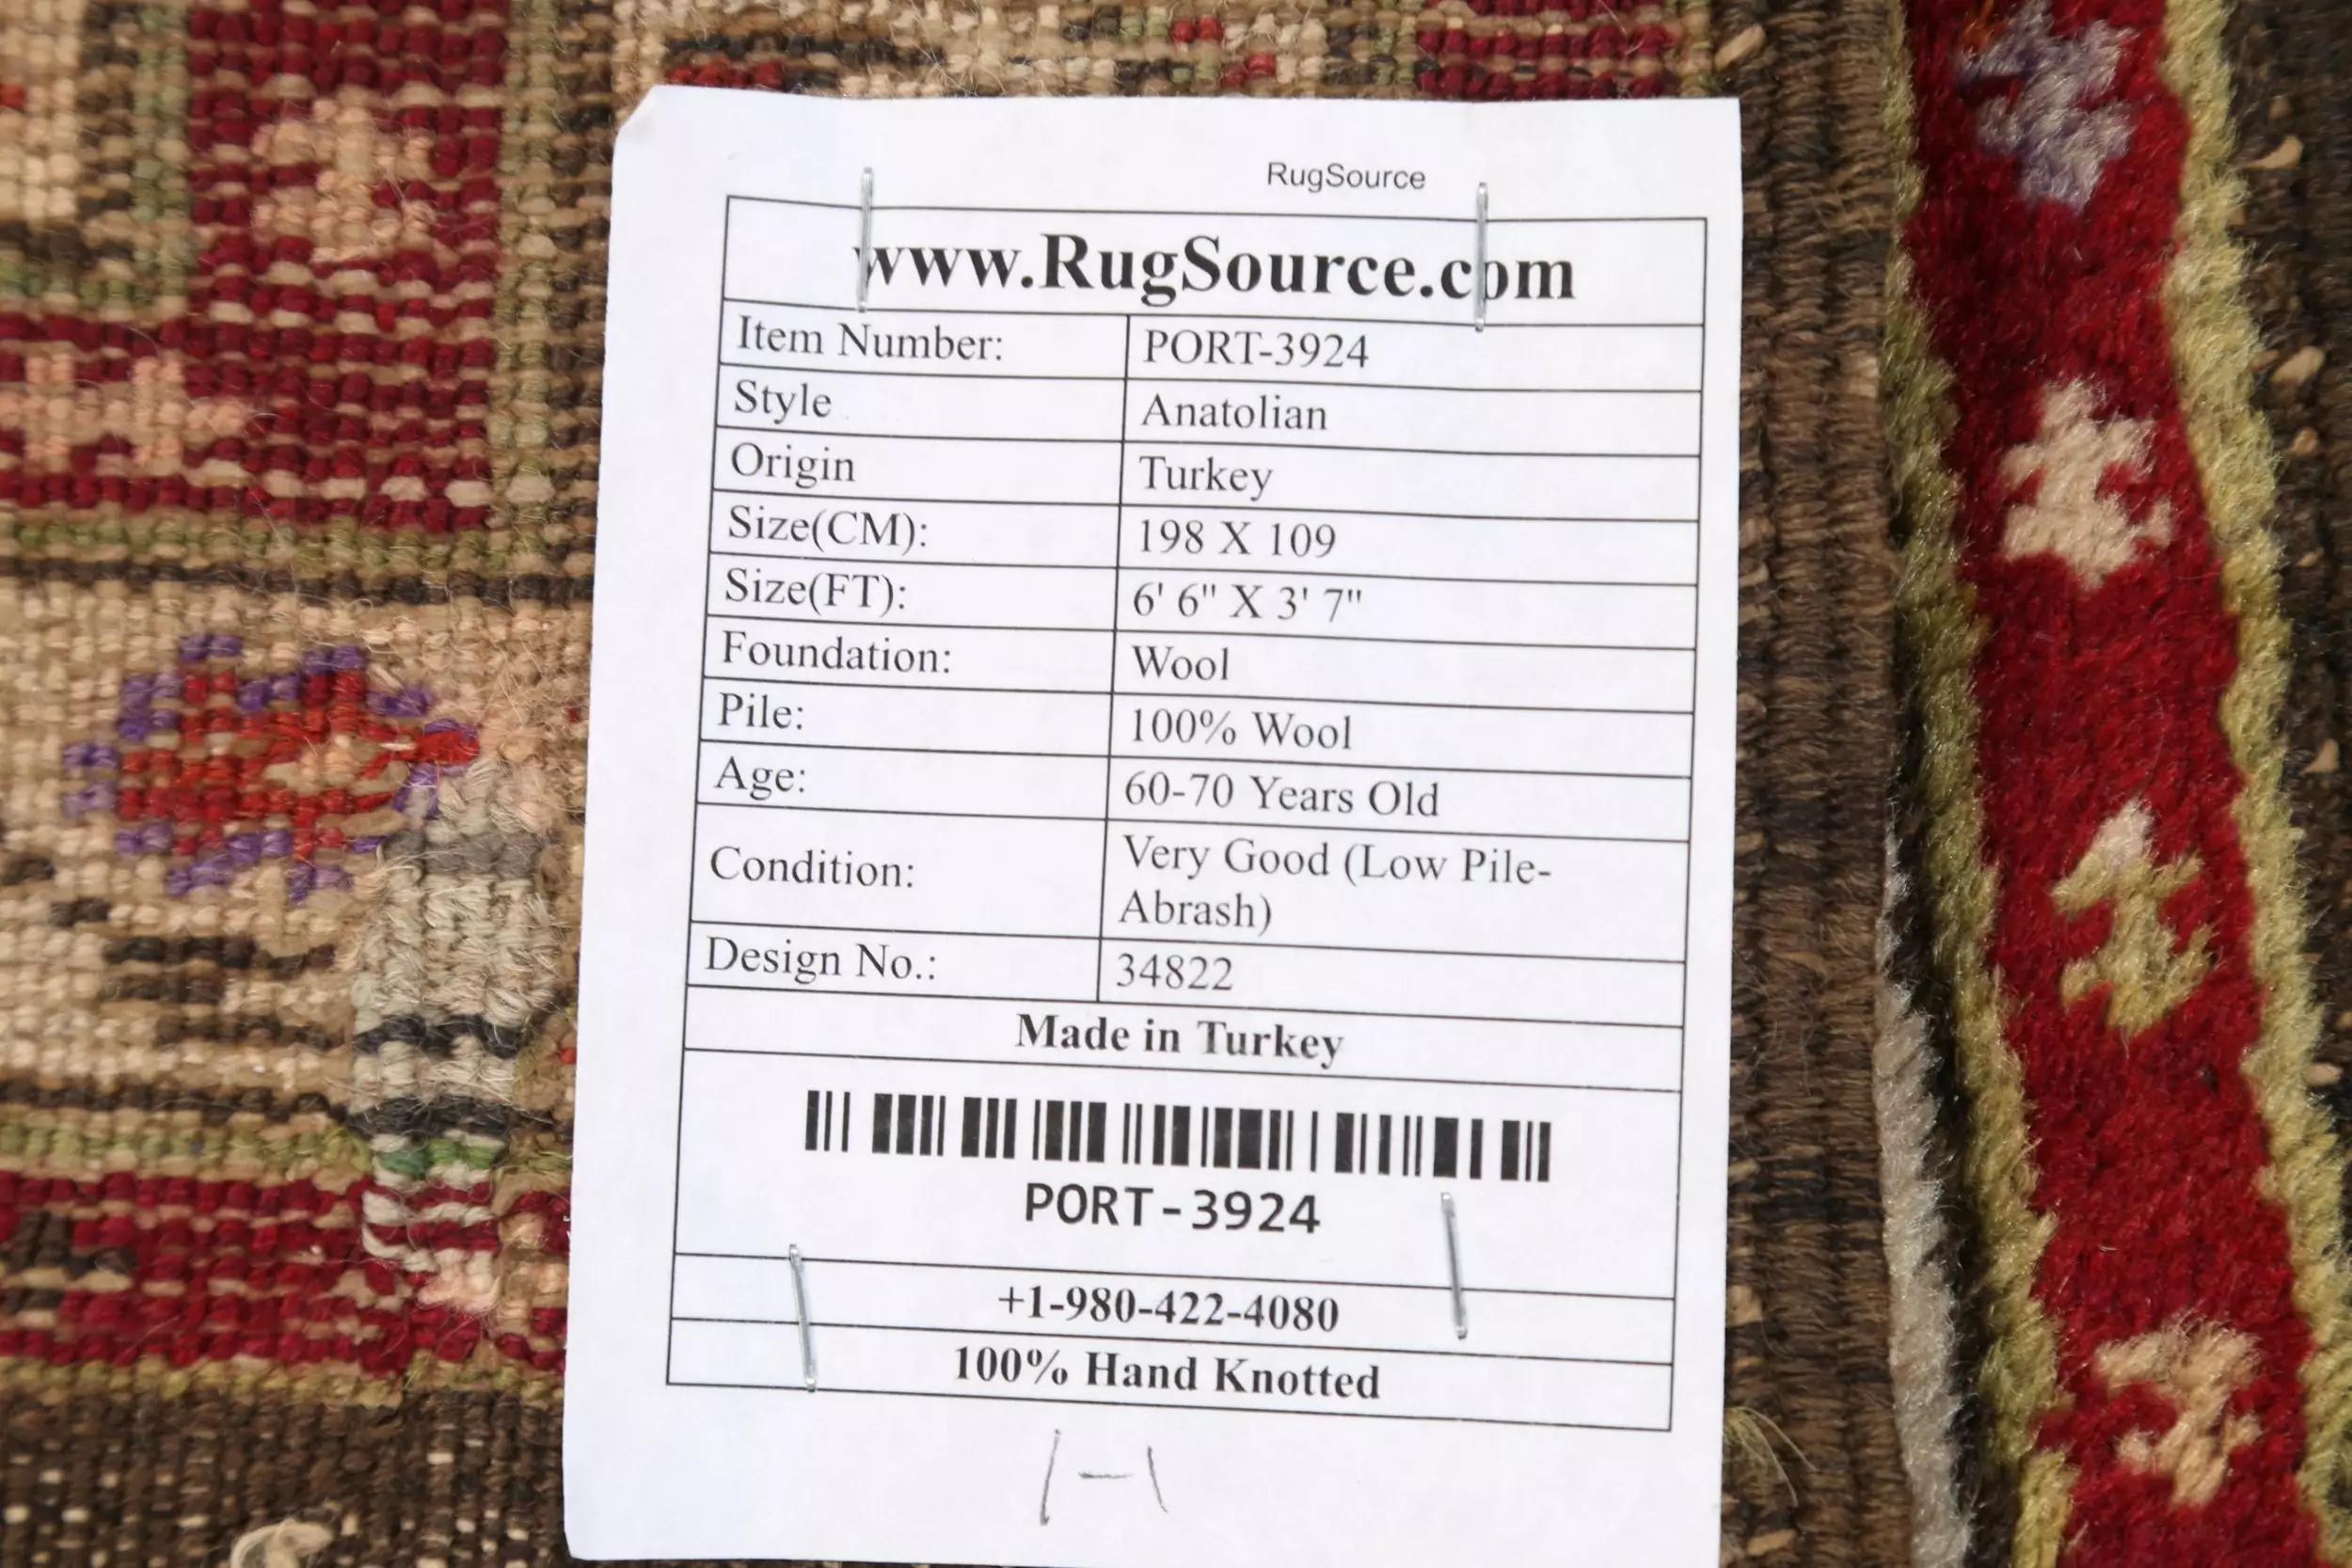 RugSource
www.RugSource.com
Item Number: PORT-3924
Style Anatolian
Origin Turkey
Size(CM): 198 X 109
Size(FT): 6' 6" X 3' 7"
Foundation: Wool
Pile: 100% Wool
Age: 60-70 Years Old
Condition: Very Good (Low Pile-
Abrash)
Design No.: 34822
Made in Turkey
PORT-3924
+1-980-422-4080
100% Hand Knotted
1-1